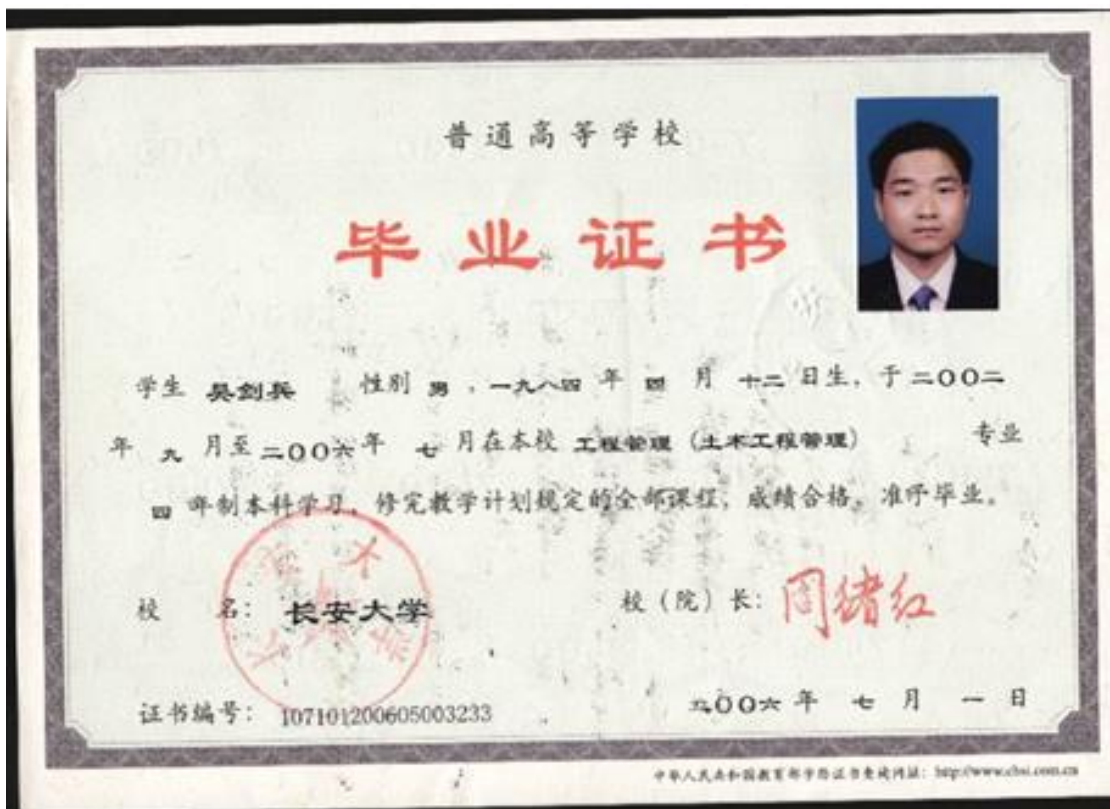 普通高等学校
毕业证书
学生 吴剑兵 性别 男，一九八四 年 四 月 十二 日生，于 二〇〇二
年 九 月至 二〇〇六 年 七 月在本校 工程管理（土木工程管理） 专业
四 年制本科学习，修完教学计划规定的全部课程，成绩合格，准予毕业。
校 名：长安大学
校（院）长：周绪红
证书编号：107101200605003233
二〇〇六 年 七 月 一 日
中华人民共和国教育部学历证书查询网址：http://www.chsi.com.cn